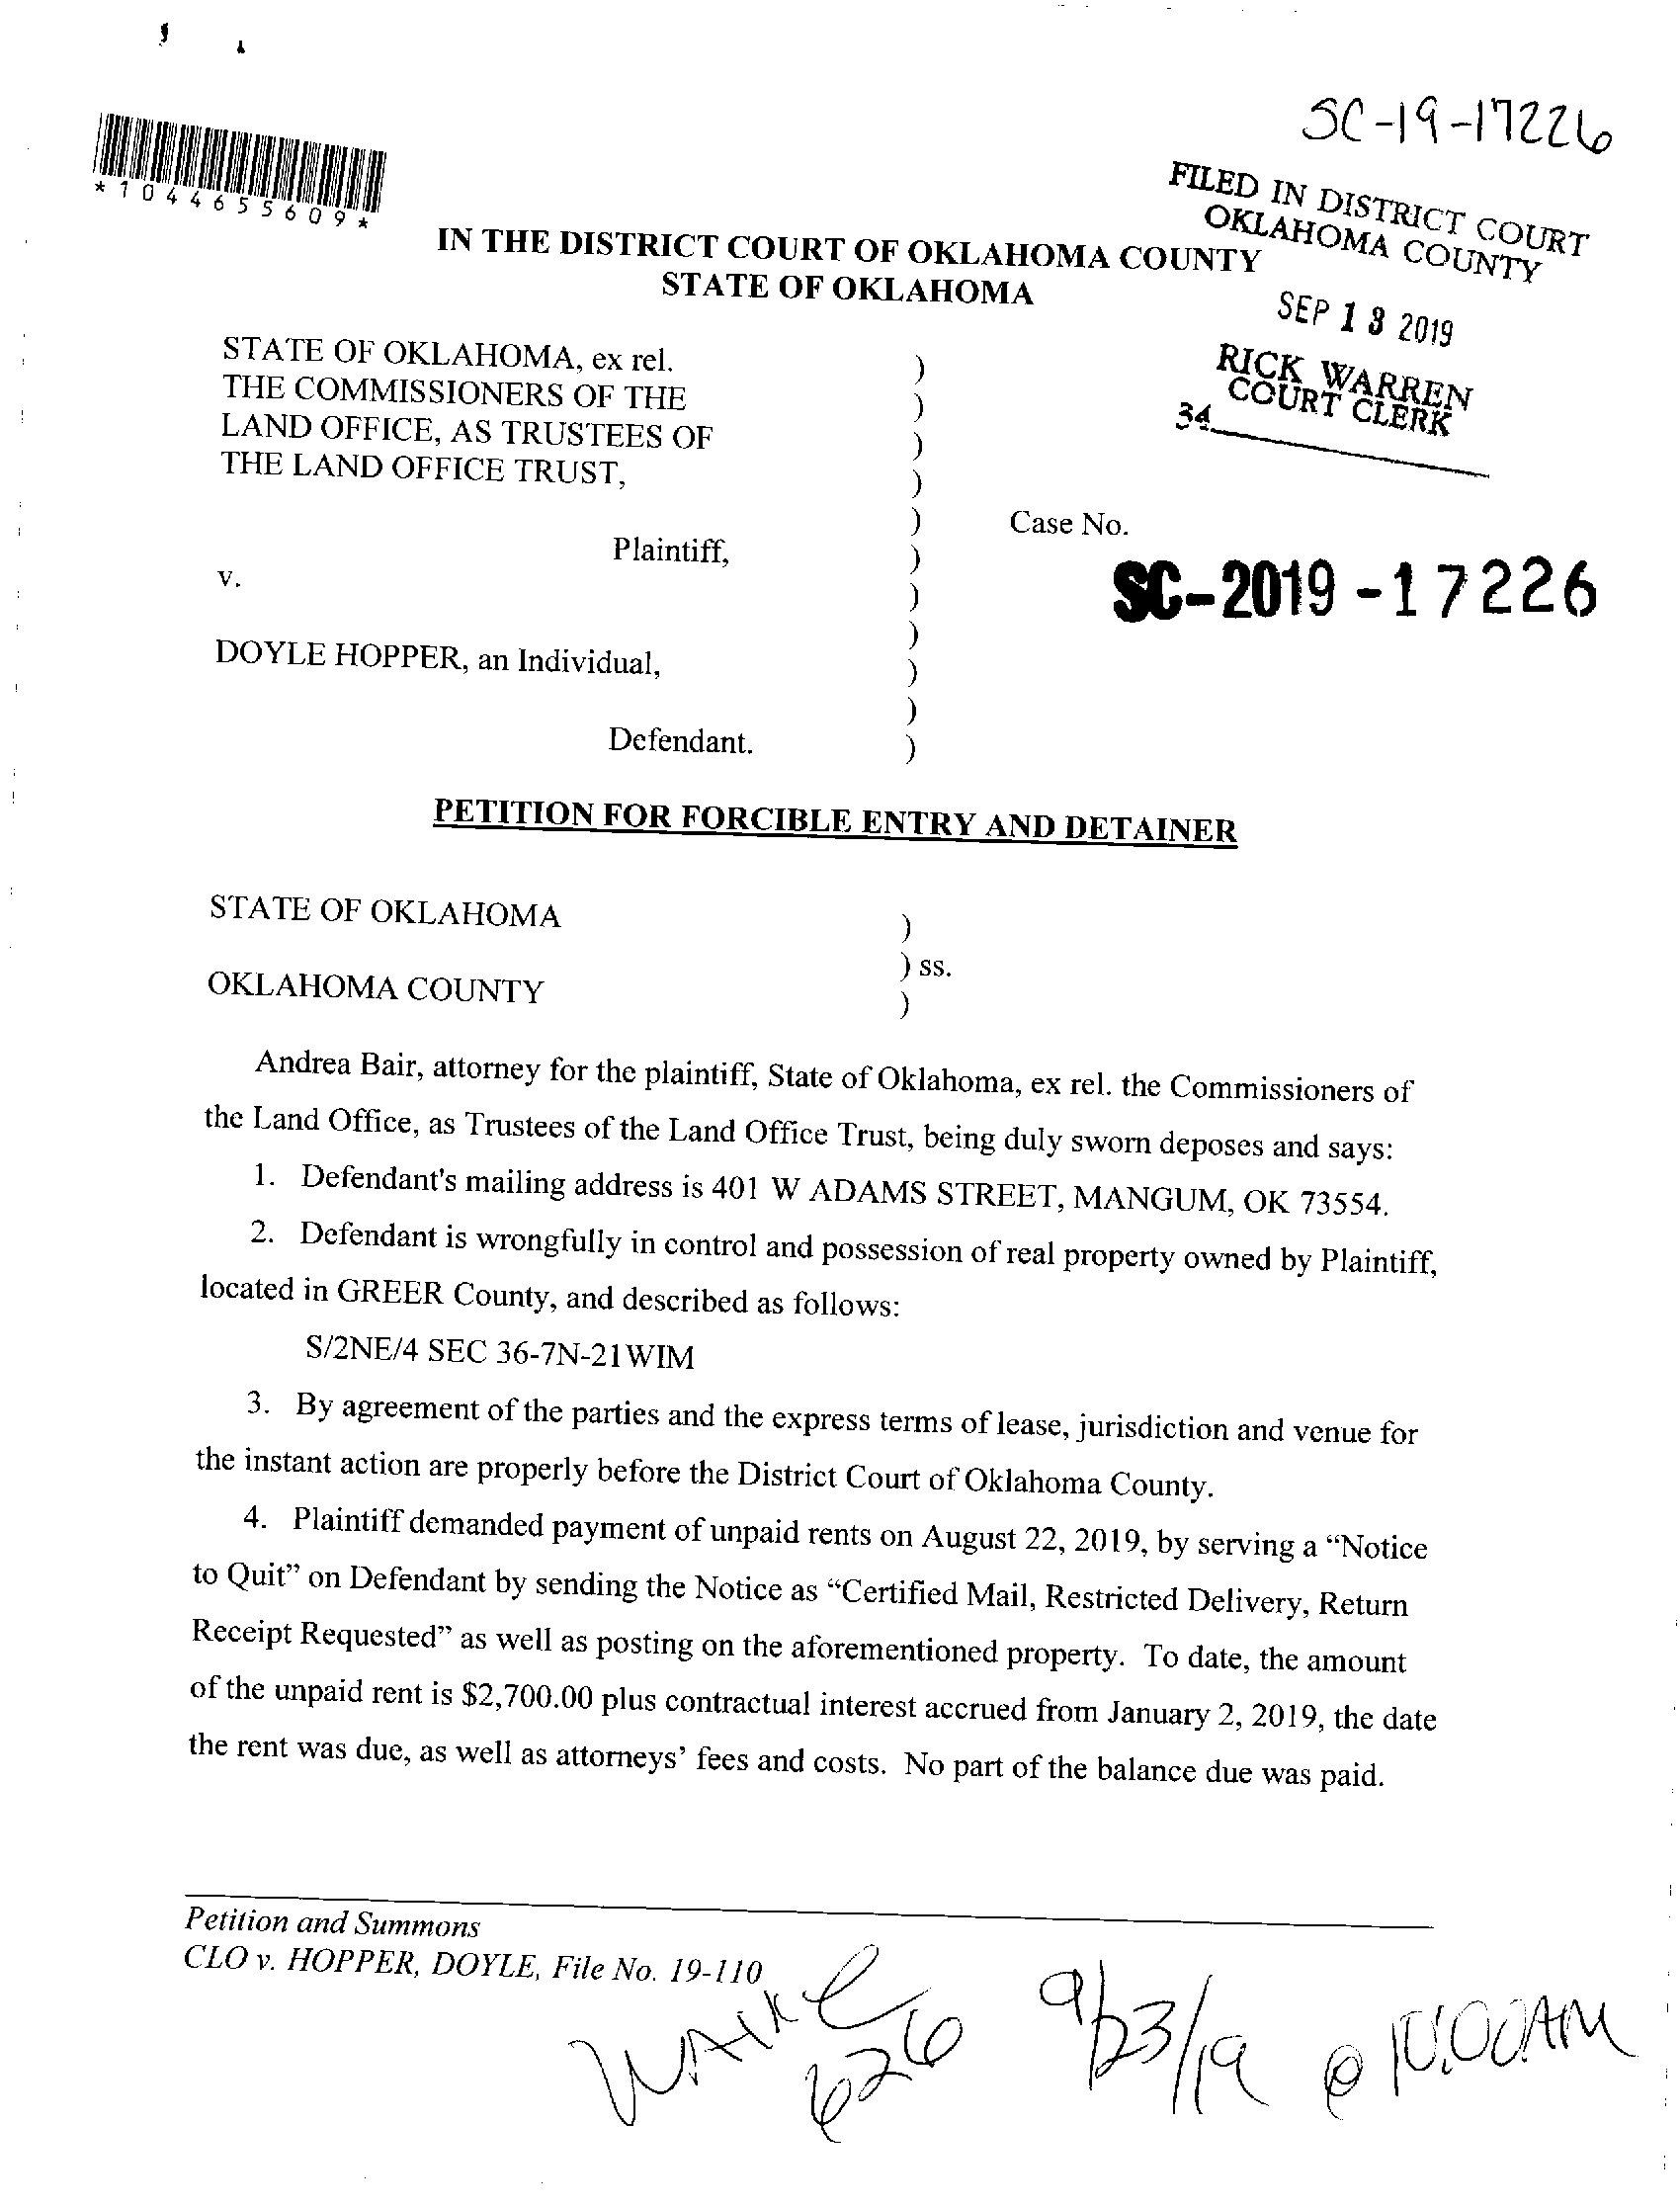 SC-19-17226
*1044655609*
FILED IN DISTRICT COURT
OKLAHOMA COUNTY
IN THE DISTRICT COURT OF OKLAHOMA COUNTY
STATE OF OKLAHOMA
SEP 13 2019
RICK WARREN
COURT CLERK
34
STATE OF OKLAHOMA, ex rel. )
THE COMMISSIONERS OF THE )
LAND OFFICE, AS TRUSTEES OF )
THE LAND OFFICE TRUST, )
) Case No.
Plaintiff, )
v. )
SC-2019-17226
)
DOYLE HOPPER, an Individual, )
)
Defendant. )
PETITION FOR FORCIBLE ENTRY AND DETAINER
STATE OF OKLAHOMA )
) ss.
OKLAHOMA COUNTY )
Andrea Bair, attorney for the plaintiff, State of Oklahoma, ex rel. the Commissioners of
the Land Office, as Trustees of the Land Office Trust, being duly sworn deposes and says:
1. Defendant's mailing address is 401 W ADAMS STREET, MANGUM, OK 73554.
2. Defendant is wrongfully in control and possession of real property owned by Plaintiff,
located in GREER County, and described as follows:
S/2NE/4 SEC 36-7N-21WIM
3. By agreement of the parties and the express terms of lease, jurisdiction and venue for
the instant action are properly before the District Court of Oklahoma County.
4. Plaintiff demanded payment of unpaid rents on August 22, 2019, by serving a “Notice
to Quit” on Defendant by sending the Notice as “Certified Mail, Restricted Delivery, Return
Receipt Requested” as well as posting on the aforementioned property. To date, the amount
of the unpaid rent is $2,700.00 plus contractual interest accrued from January 2, 2019, the date
the rent was due, as well as attorneys’ fees and costs. No part of the balance due was paid.
Petition and Summons
CLO v. HOPPER, DOYLE, File No. 19-110
626 9/23/19 @ 10:00AM